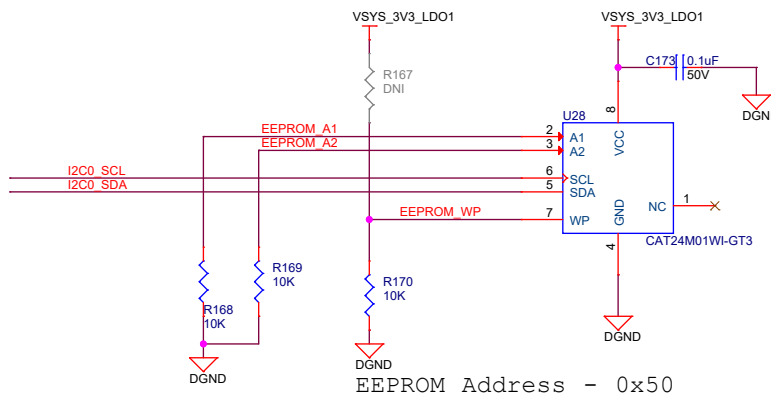 VSYS_3V3_LDO1
VSYS_3V3_LDO1
R167
DNI
C173
0.1uF
50V
DGN
U28
8
EEPROM_A1
2
A1
VCC
EEPROM_A2
3
A2
I2C0_SCL
6
SCL
I2C0_SDA
5
SDA
EEPROM_WP
7
WP
GND
NC
1
4
CAT24M01WI-GT3
R168
10K
R169
10K
R170
10K
DGND
DGND
DGND
EEPROM Address - 0x50